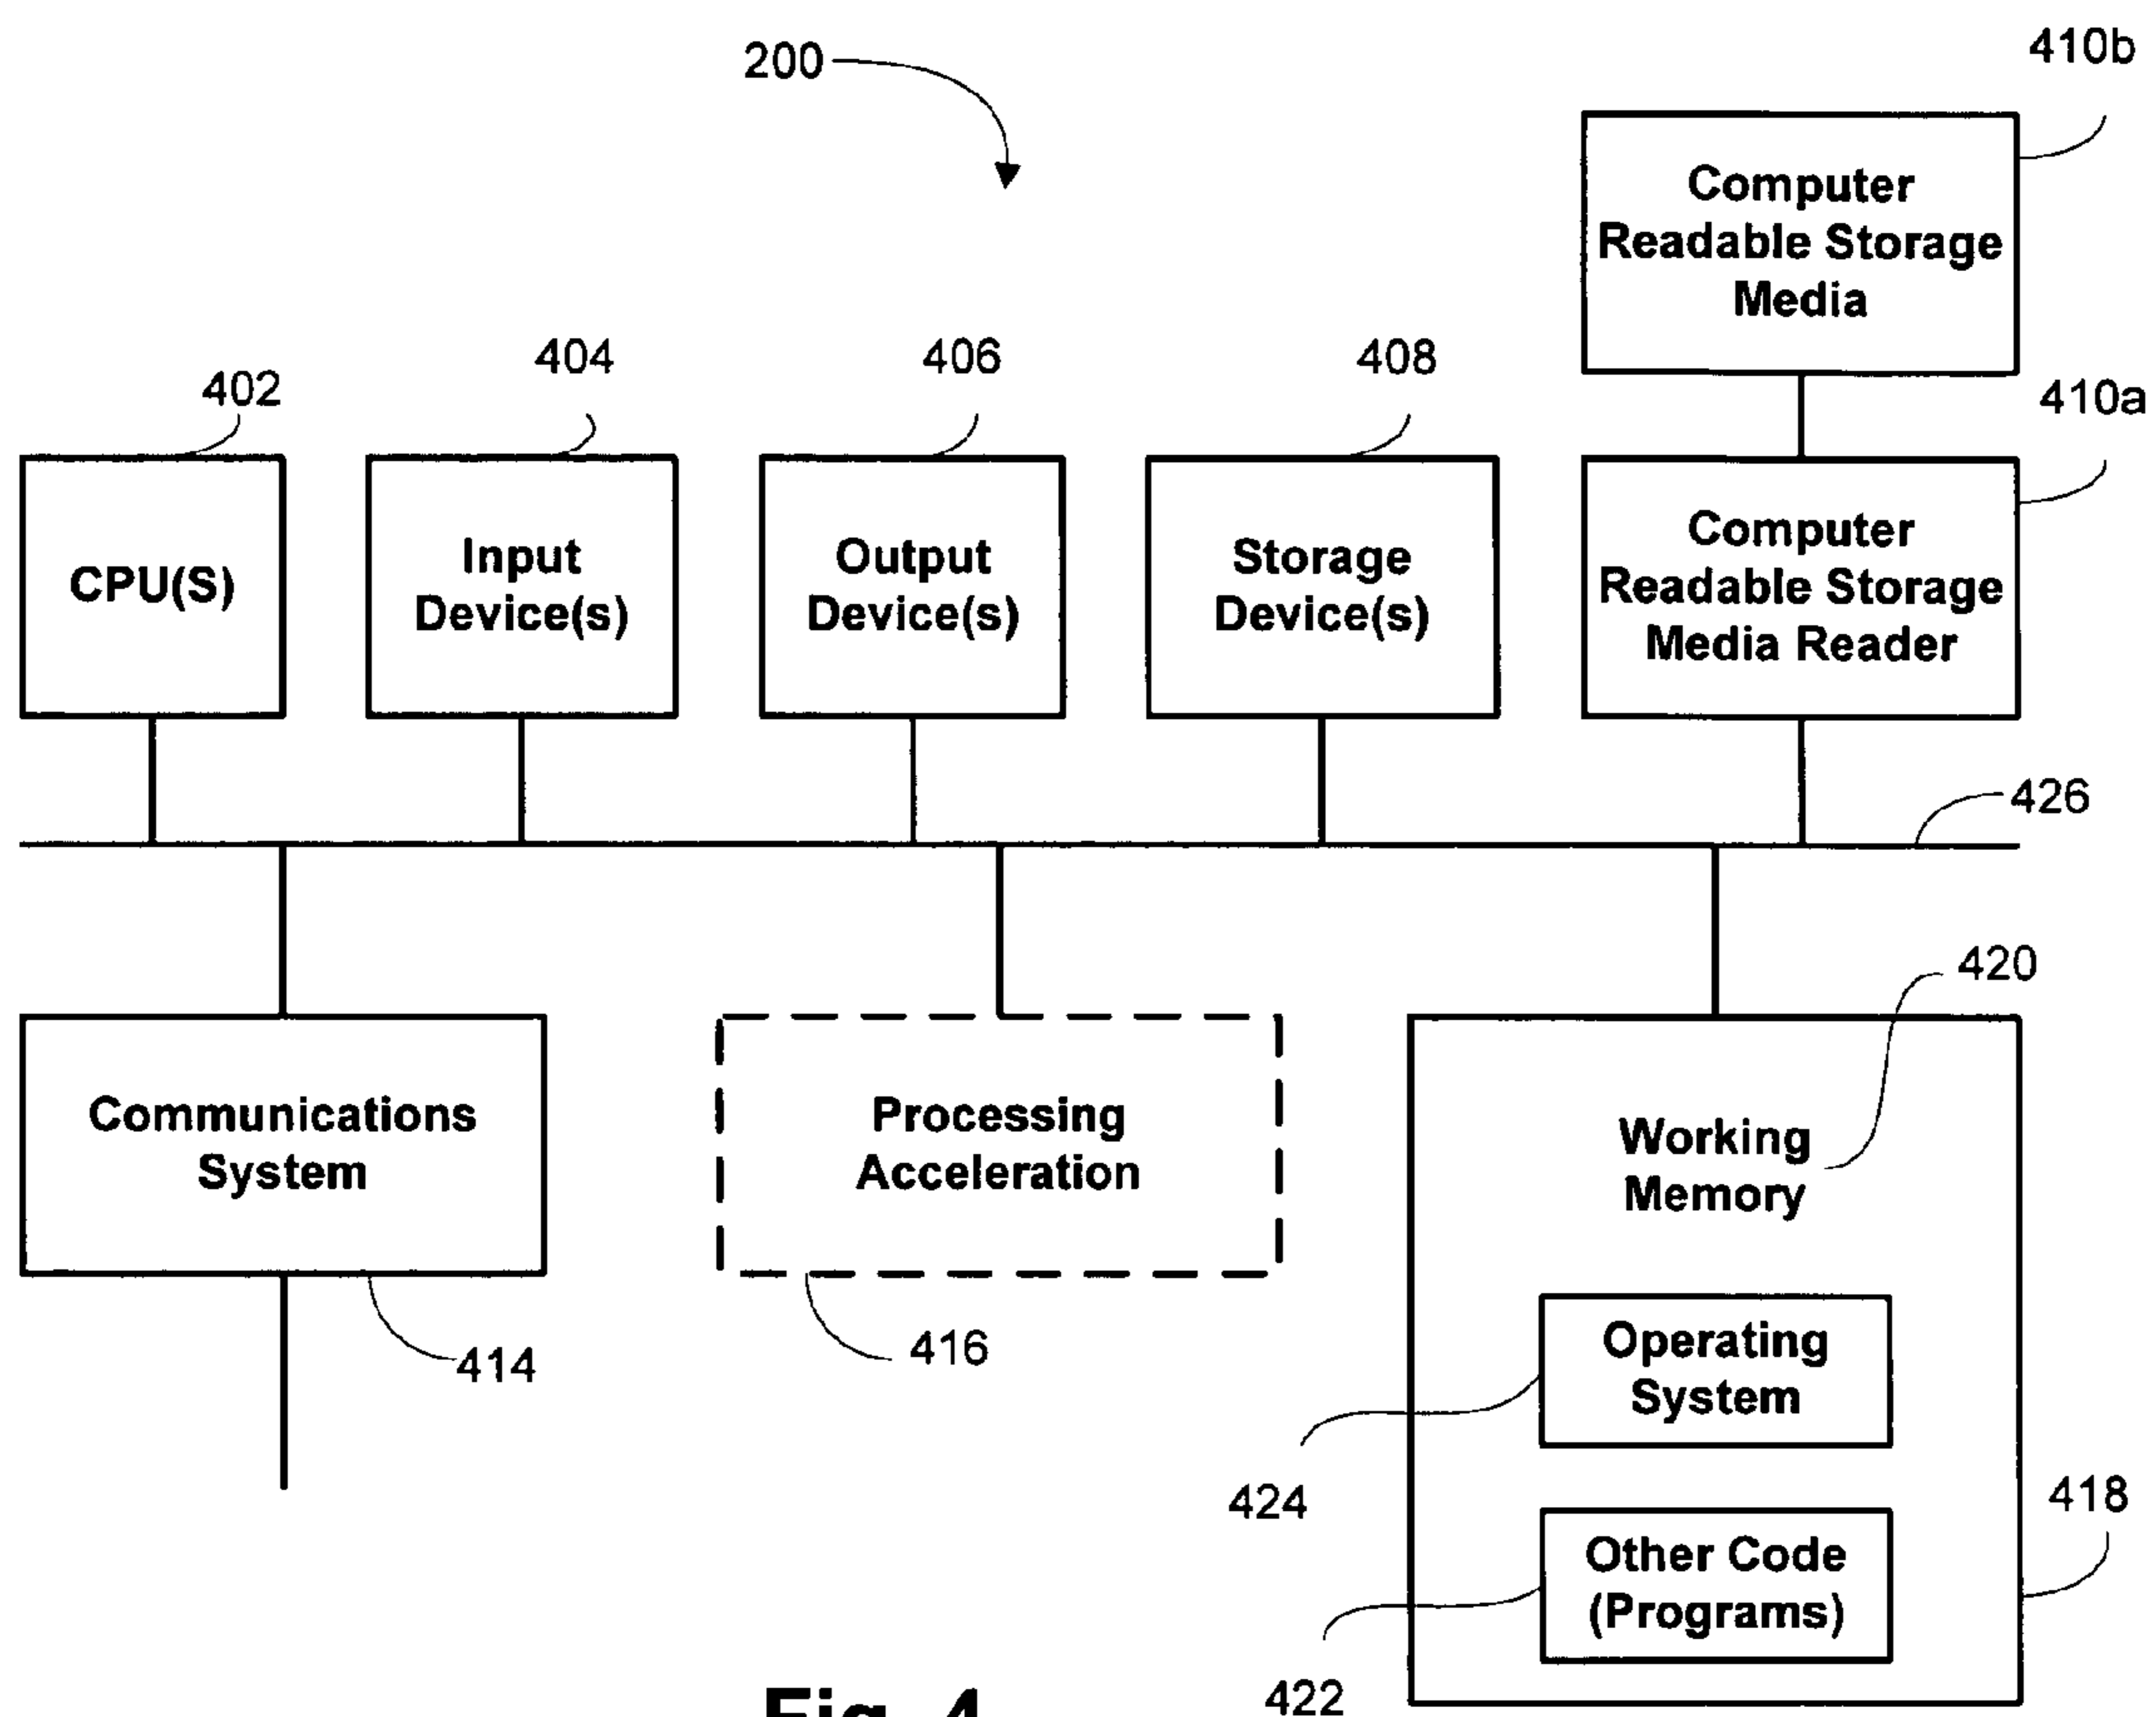 200
410b
Computer
Readable Storage
Media
402
404
406
408
410a
CPU(S)
Input
Device(s)
Output
Device(s)
Storage
Device(s)
Computer
Readable Storage
Media Reader
426
420
Communications
System
414
Processing
Acceleration
416
Working
Memory
Operating
System
424
418
Other Code
(Programs)
422
Fig. 4